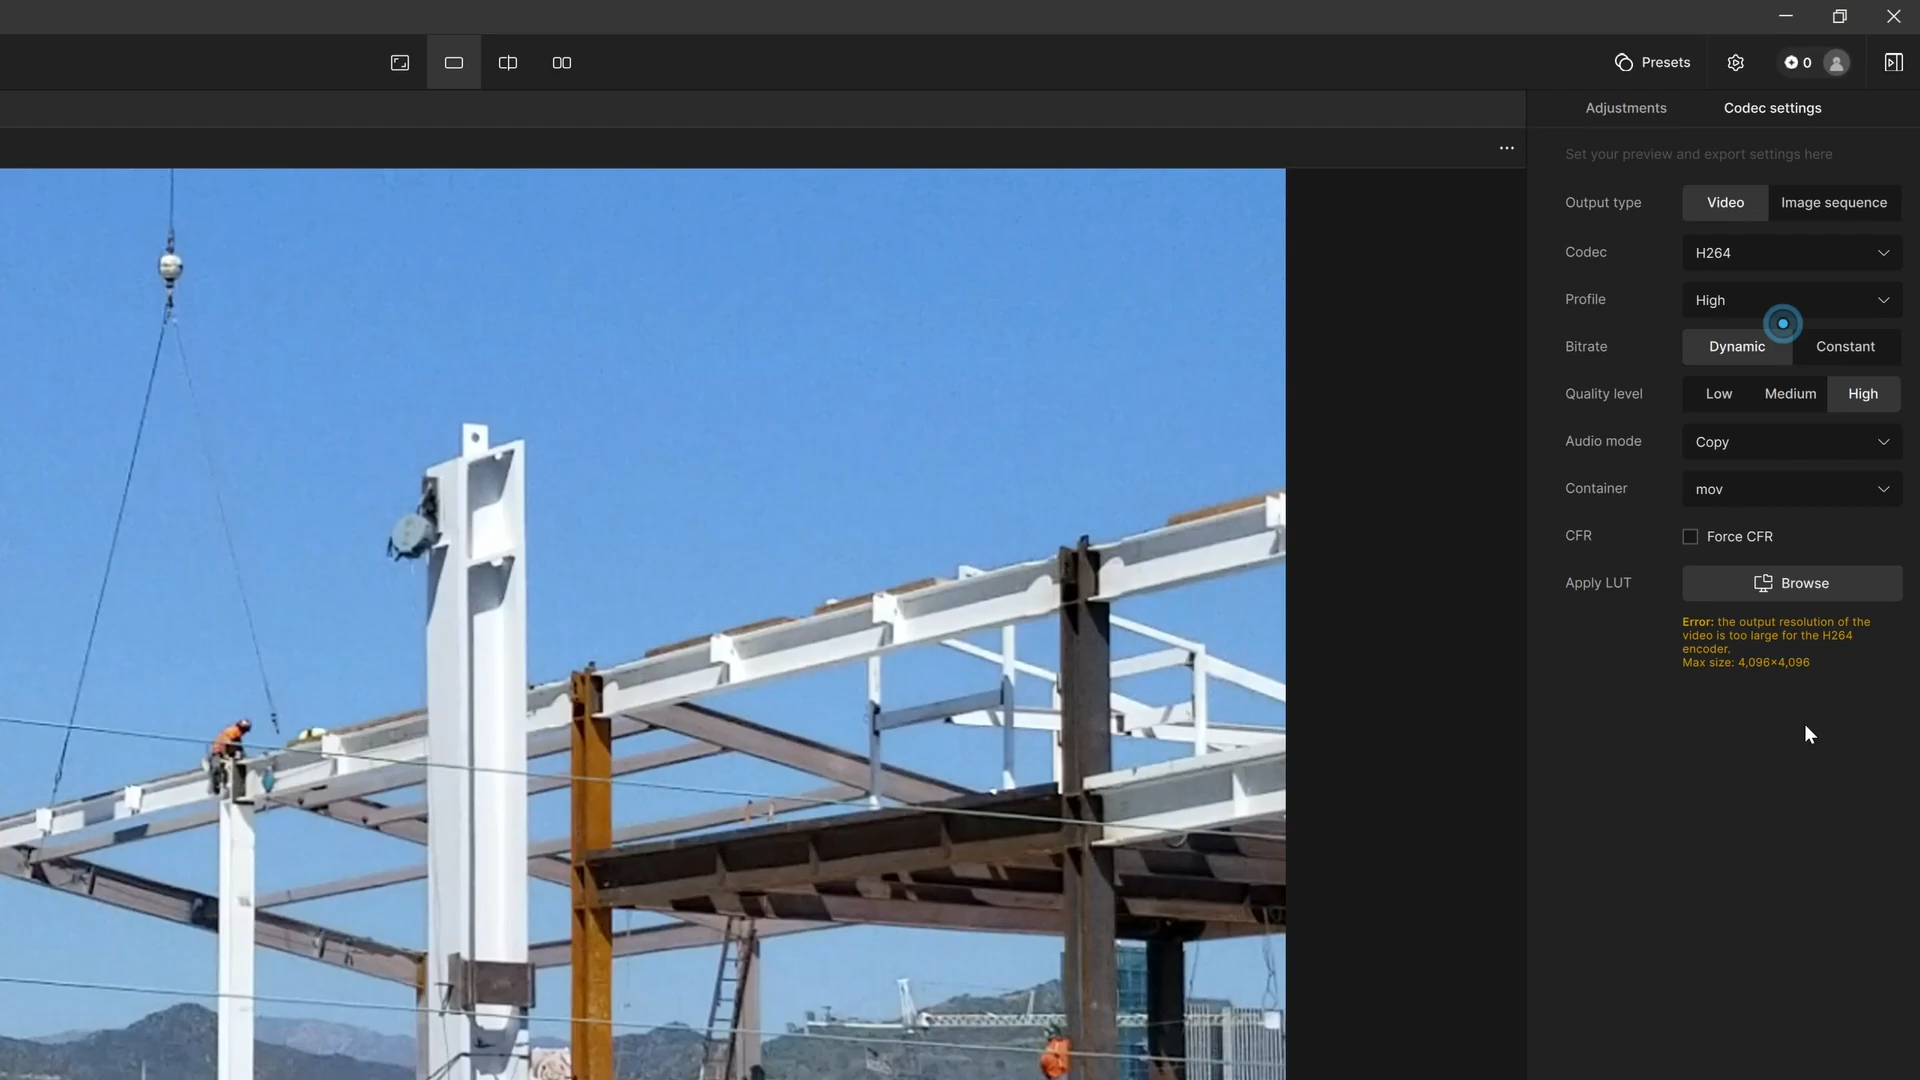 Presets
0
Adjustments
Codec settings
Set your preview and export settings here
Output type
Video
Image sequence
Codec
H264
Profile
High
Bitrate
Dynamic
Constant
Quality level
Low
Medium
High
Audio mode
Copy
Container
mov
CFR
Force CFR
Apply LUT
Browse
Error: the output resolution of the
video is too large for the H264
encoder.
Max size: 4,096×4,096